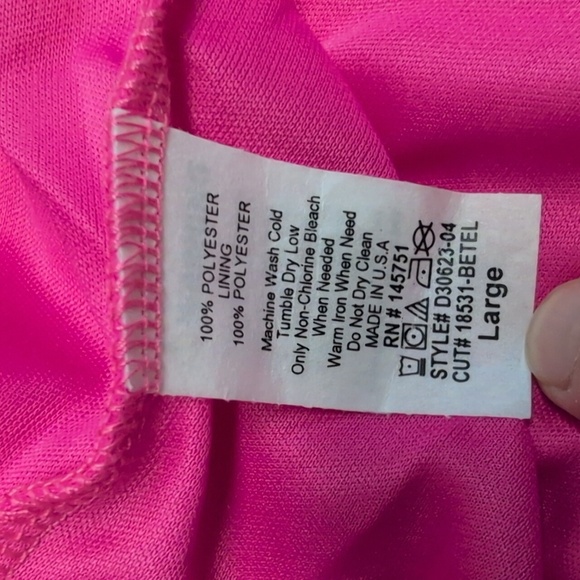 100% POLYESTER
LINING
100% POLYESTER
Machine Wash Cold
Tumble Dry Low
Only Non-Chlorine Bleach
When Needed
Warm Iron When Need
Do Not Dry Clean
MADE IN U.S.A
RN # 145751
STYLE# D30623-04
CUT# 18531-BETEL
Large